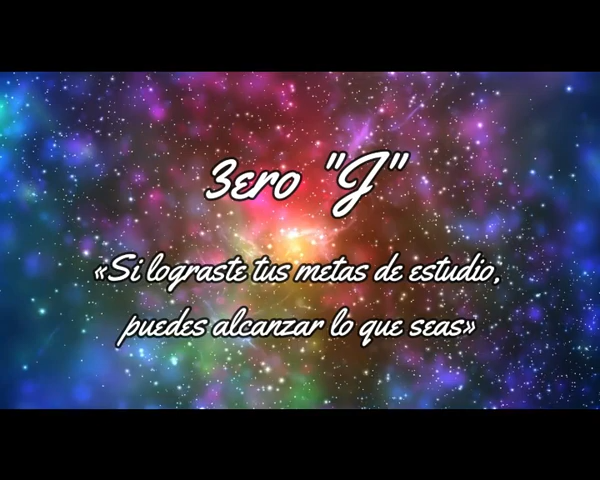 3ero "J"
«Si lograste tus metas de estudio,
puedes alcanzar lo que seas»